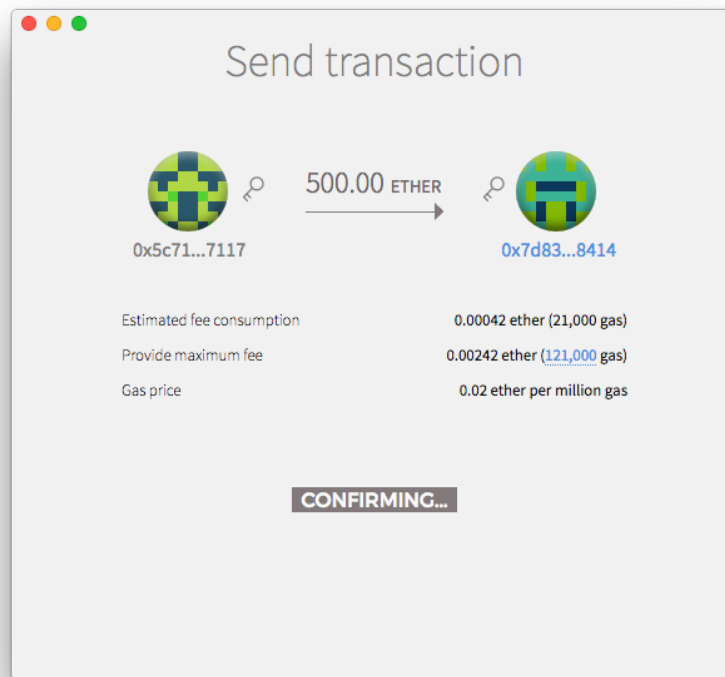 Send transaction
500.00 ETHER
0x5c71...7117
0x7d83...8414
Estimated fee consumption 0.00042 ether (21,000 gas)
Provide maximum fee 0.00242 ether (121,000 gas)
Gas price 0.02 ether per million gas
CONFIRMING...